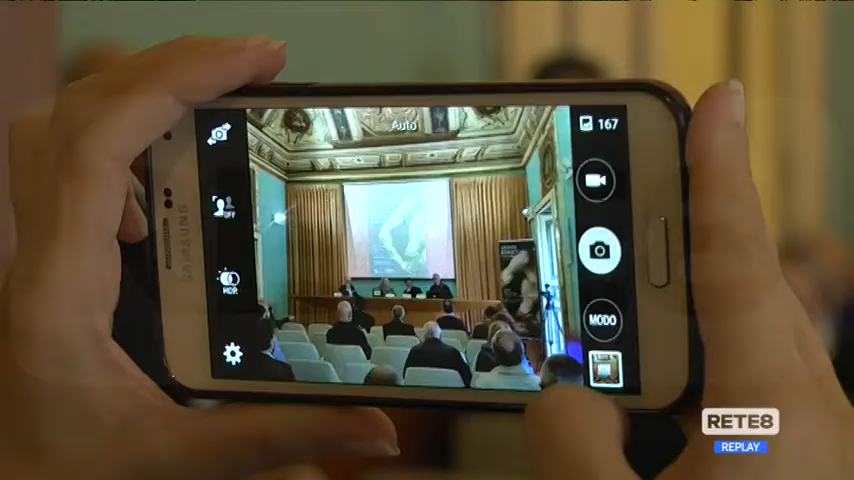 Auto
167
OFF
HDR
SAMSUNG
MODO
RETE8
REPLAY